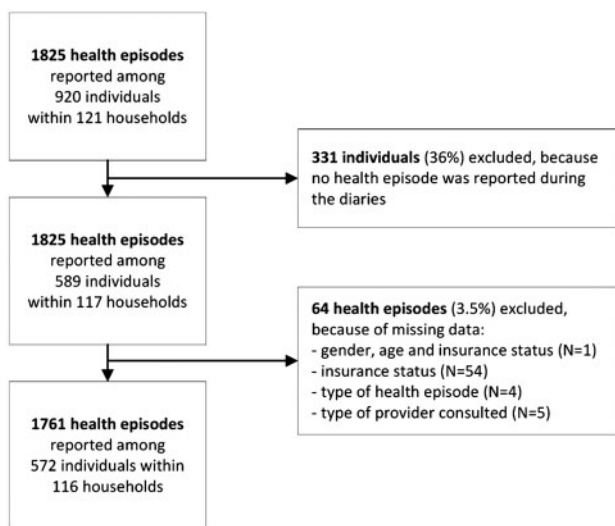 1825 health episodes
reported among
920 individuals
within 121 households
331 individuals (36%) excluded, because
no health episode was reported during
the diaries
1825 health episodes
reported among
589 individuals
within 117 households
64 health episodes (3.5%) excluded,
because of missing data:
- gender, age and insurance status (N=1)
- insurance status (N=54)
- type of health episode (N=4)
- type of provider consulted (N=5)
1761 health episodes
reported among
572 individuals within
116 households